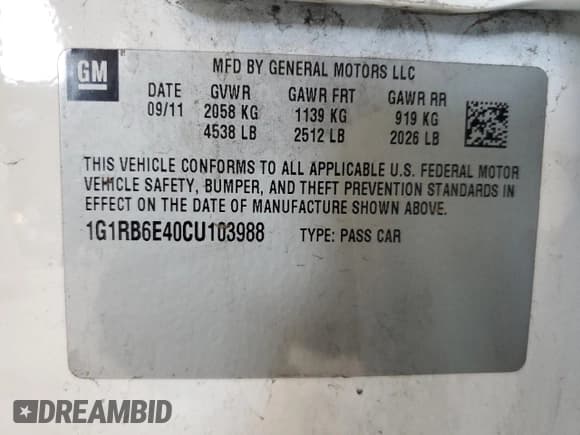 GM
MFD BY GENERAL MOTORS LLC
DATE GVWR GAWR FRT GAWR RR
09/11 2058 KG 1139 KG 919 KG
4538 LB 2512 LB 2026 LB
THIS VEHICLE CONFORMS TO ALL APPLICABLE U.S. FEDERAL MOTOR
VEHICLE SAFETY, BUMPER, AND THEFT PREVENTION STANDARDS IN
EFFECT ON THE DATE OF MANUFACTURE SHOWN ABOVE.
1G1RB6E40CU103988 TYPE: PASS CAR
DREAMBID